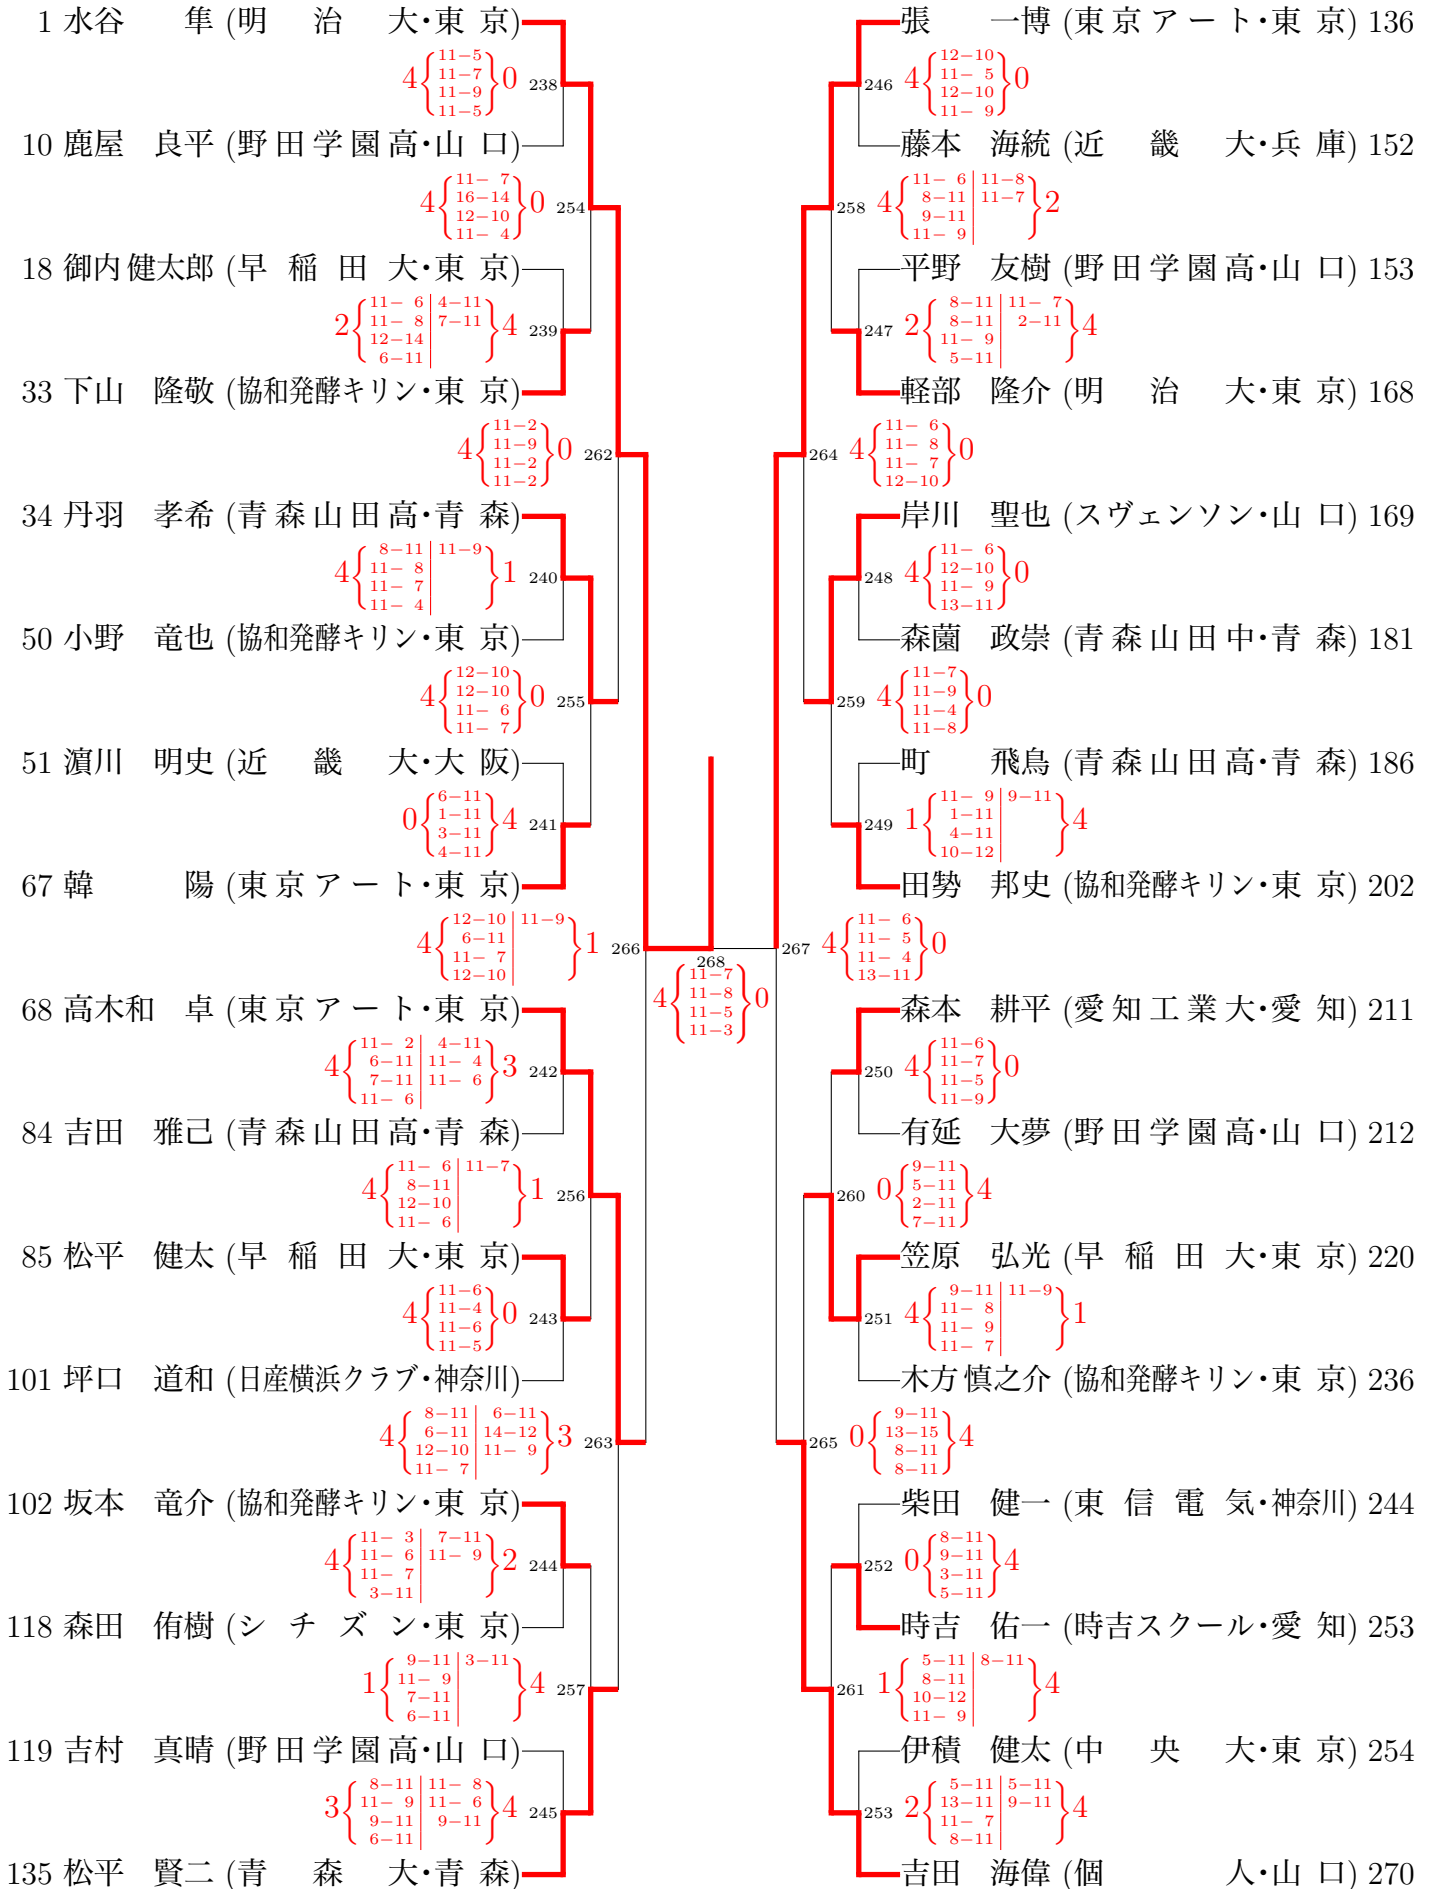 1 水谷 隼 (明治大・東京)
4{11-5 11-7 11-9 11-5}0 238
10 鹿屋 良平 (野田学園高・山口)
4{11-7 16-14 12-10 11-4}0 254
18 御内健太郎 (早稲田大・東京)
2{11-6 11-8 12-14 6-11 | 4-11 7-11}4 239
33 下山 隆敬 (協和発酵キリン・東京)
4{11-2 11-9 11-2 11-2}0 262
34 丹羽 孝希 (青森山田高・青森)
4{8-11 11-8 11-7 11-4 | 11-9}1 240
50 小野 竜也 (協和発酵キリン・東京)
4{12-10 12-10 11-6 11-7}0 255
51 濵川 明史 (近畿大・大阪)
0{6-11 1-11 3-11 4-11}4 241
67 韓 陽 (東京アート・東京)
4{12-10 6-11 11-7 12-10 | 11-9}1 266
68 高木和 卓 (東京アート・東京)
4{11-2 6-11 7-11 11-6 | 4-11 11-4 11-6}3 242
84 吉田 雅己 (青森山田高・青森)
4{11-6 8-11 12-10 11-6 | 11-7}1 256
85 松平 健太 (早稲田大・東京)
4{11-6 11-4 11-6 11-5}0 243
101 坪口 道和 (日産横浜クラブ・神奈川)
4{8-11 6-11 12-10 11-7 | 6-11 14-12 11-9}3 263
102 坂本 竜介 (協和発酵キリン・東京)
4{11-3 11-6 11-7 3-11 | 7-11 11-9}2 244
118 森田 侑樹 (シチズン・東京)
1{9-11 11-9 7-11 6-11 | 3-11}4 257
119 吉村 真晴 (野田学園高・山口)
3{8-11 11-9 9-11 6-11 | 11-8 11-6 9-11}4 245
135 松平 賢二 (青森大・青森)
268
4{11-7 11-8 11-5 11-3}0
張 一博 (東京アート・東京) 136
246 4{12-10 11-5 12-10 11-9}0
藤本 海統 (近畿大・兵庫) 152
258 4{11-6 8-11 9-11 11-9 | 11-8 11-7}2
平野 友樹 (野田学園高・山口) 153
247 2{8-11 8-11 11-9 5-11 | 11-7 2-11}4
軽部 隆介 (明治大・東京) 168
264 4{11-6 11-8 11-7 12-10}0
岸川 聖也 (スヴェンソン・山口) 169
248 4{11-6 12-10 11-9 13-11}0
森薗 政崇 (青森山田中・青森) 181
259 4{11-7 11-9 11-4 11-8}0
町 飛鳥 (青森山田高・青森) 186
249 1{11-9 1-11 4-11 10-12 | 9-11}4
田勢 邦史 (協和発酵キリン・東京) 202
267 4{11-6 11-5 11-4 13-11}0
森本 耕平 (愛知工業大・愛知) 211
250 4{11-6 11-7 11-5 11-9}0
有延 大夢 (野田学園高・山口) 212
260 0{9-11 5-11 2-11 7-11}4
笠原 弘光 (早稲田大・東京) 220
251 4{9-11 11-8 11-9 11-7 | 11-9}1
木方慎之介 (協和発酵キリン・東京) 236
265 0{9-11 13-15 8-11 8-11}4
柴田 健一 (東信電気・神奈川) 244
252 0{8-11 9-11 3-11 5-11}4
時吉 佑一 (時吉スクール・愛知) 253
261 1{5-11 8-11 10-12 11-9 | 8-11}4
伊積 健太 (中央大・東京) 254
253 2{5-11 13-11 11-7 8-11 | 5-11 9-11}4
吉田 海偉 (個人・山口) 270